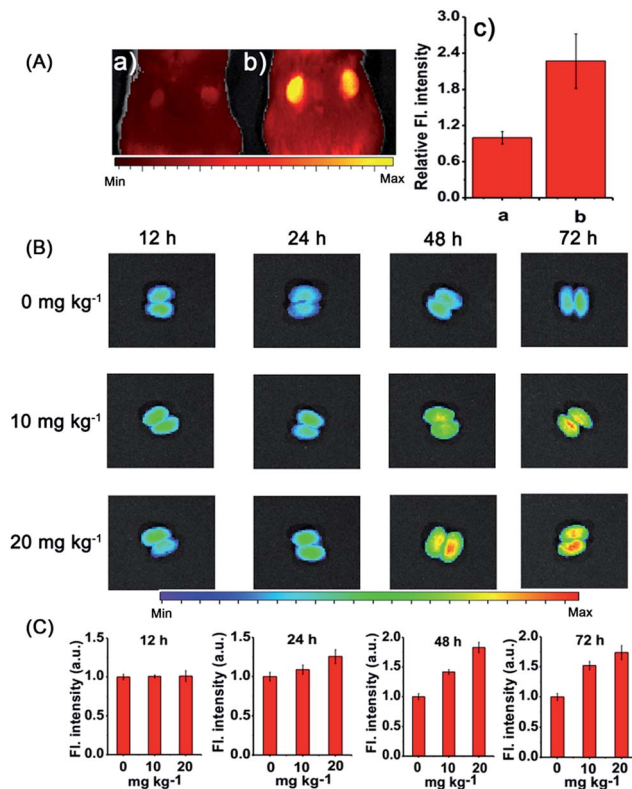 (A)
a)
b)
Min
Max
c)
Relative Fl. intensity
3.0
2.4
1.8
1.2
0.6
0.0
a
b
(B)
12 h
24 h
48 h
72 h
0 mg kg⁻¹
10 mg kg⁻¹
20 mg kg⁻¹
Min
Max
(C)
12 h
Fl. intensity (a.u.)
1.5
1.0
0.5
0.0
0 10 20
mg kg⁻¹
24 h
Fl. intensity (a.u.)
1.5
1.0
0.5
0.0
0 10 20
mg kg⁻¹
48 h
Fl. intensity (a.u.)
2.0
1.5
1.0
0.5
0.0
0 10 20
mg kg⁻¹
72 h
Fl. intensity (a.u.)
2.0
1.5
1.0
0.5
0.0
0 10 20
mg kg⁻¹